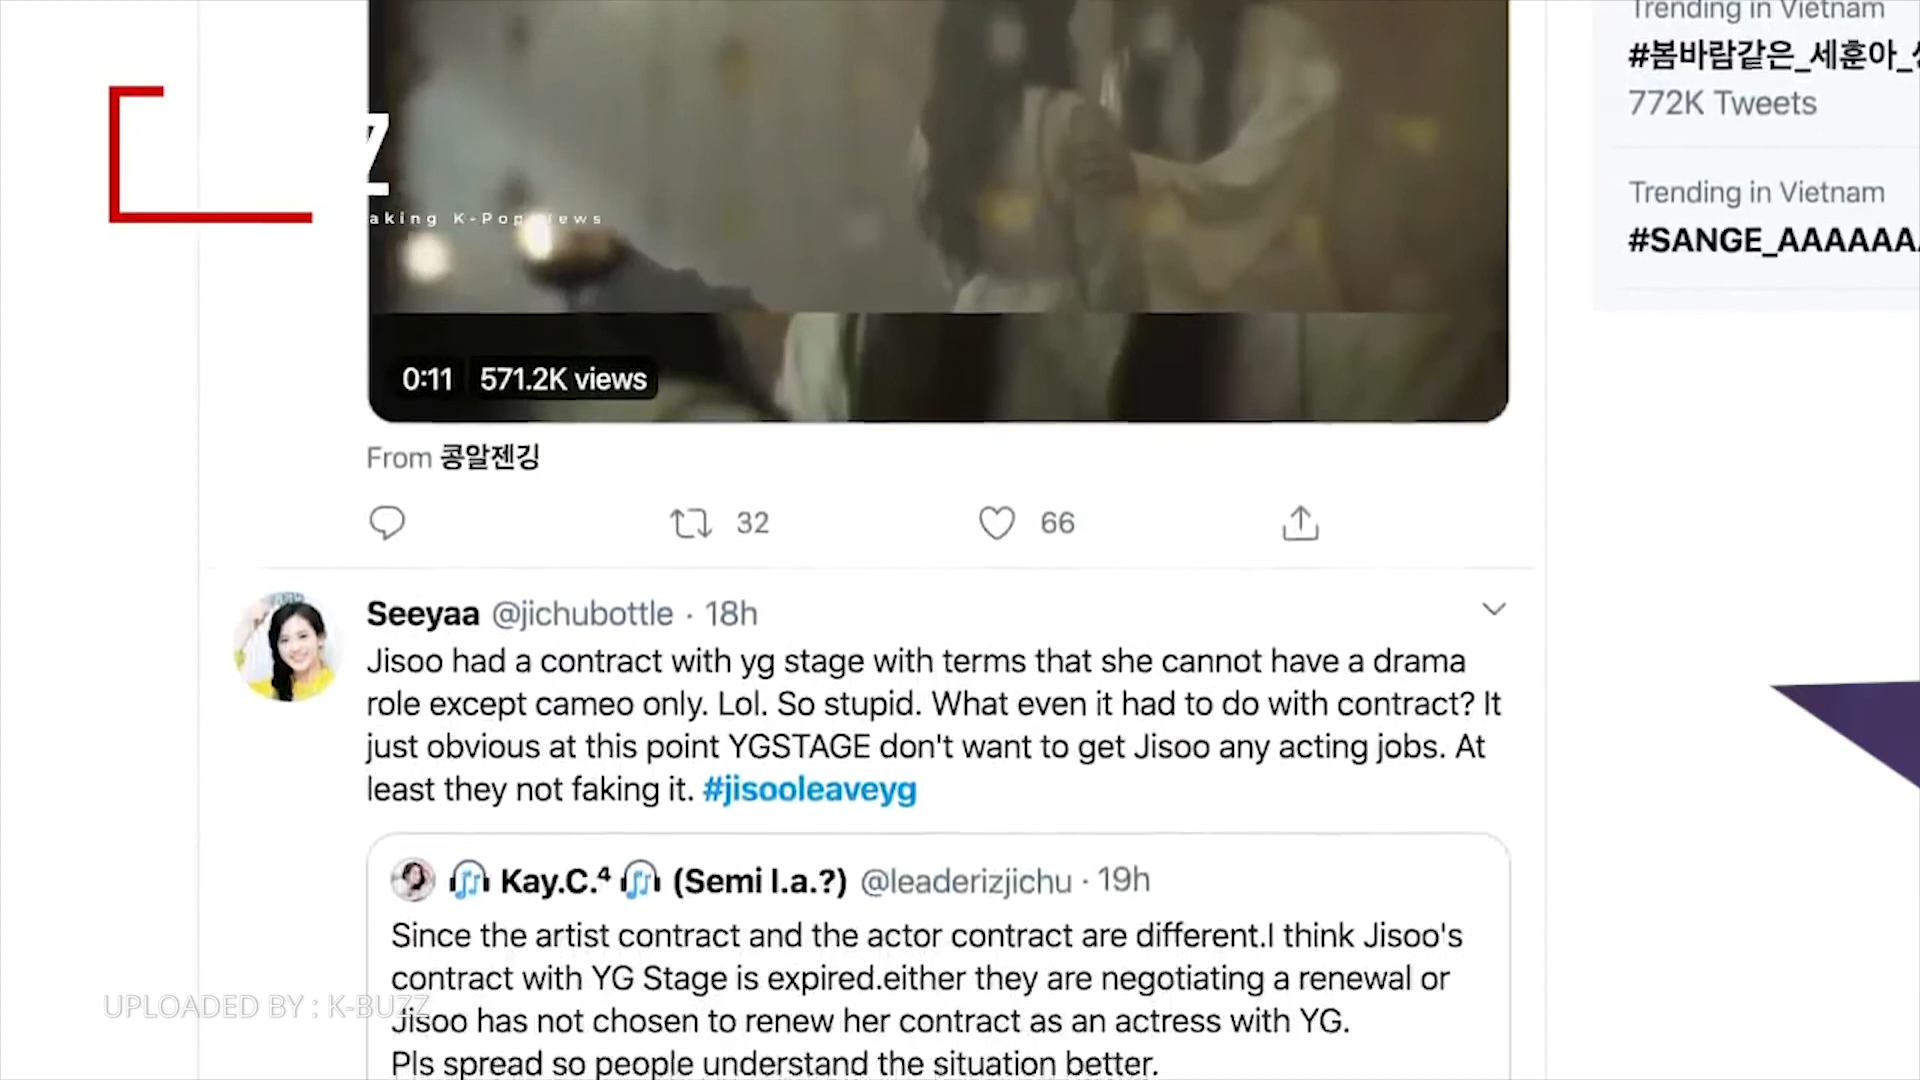 Trending in Vietnam
#봄바람같은_세훈아_
772K Tweets
Trending in Vietnam
#SANGE_AAAAAAA
Z
aking K-Pop News
0:11 571.2K views
From 콩알젠깅
32 66
Seeyaa @jichubottle · 18h
Jisoo had a contract with yg stage with terms that she cannot have a drama
role except cameo only. Lol. So stupid. What even it had to do with contract? It
just obvious at this point YGSTAGE don't want to get Jisoo any acting jobs. At
least they not faking it. #jisooleaveyg
Kay.C.⁴ (Semi l.a.?) @leaderizjichu · 19h
Since the artist contract and the actor contract are different.I think Jisoo's
contract with YG Stage is expired.either they are negotiating a renewal or
Jisoo has not chosen to renew her contract as an actress with YG.
Pls spread so people understand the situation better.
UPLOADED BY : K-BUZZ